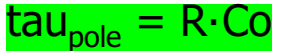 tau_pole = R·Co